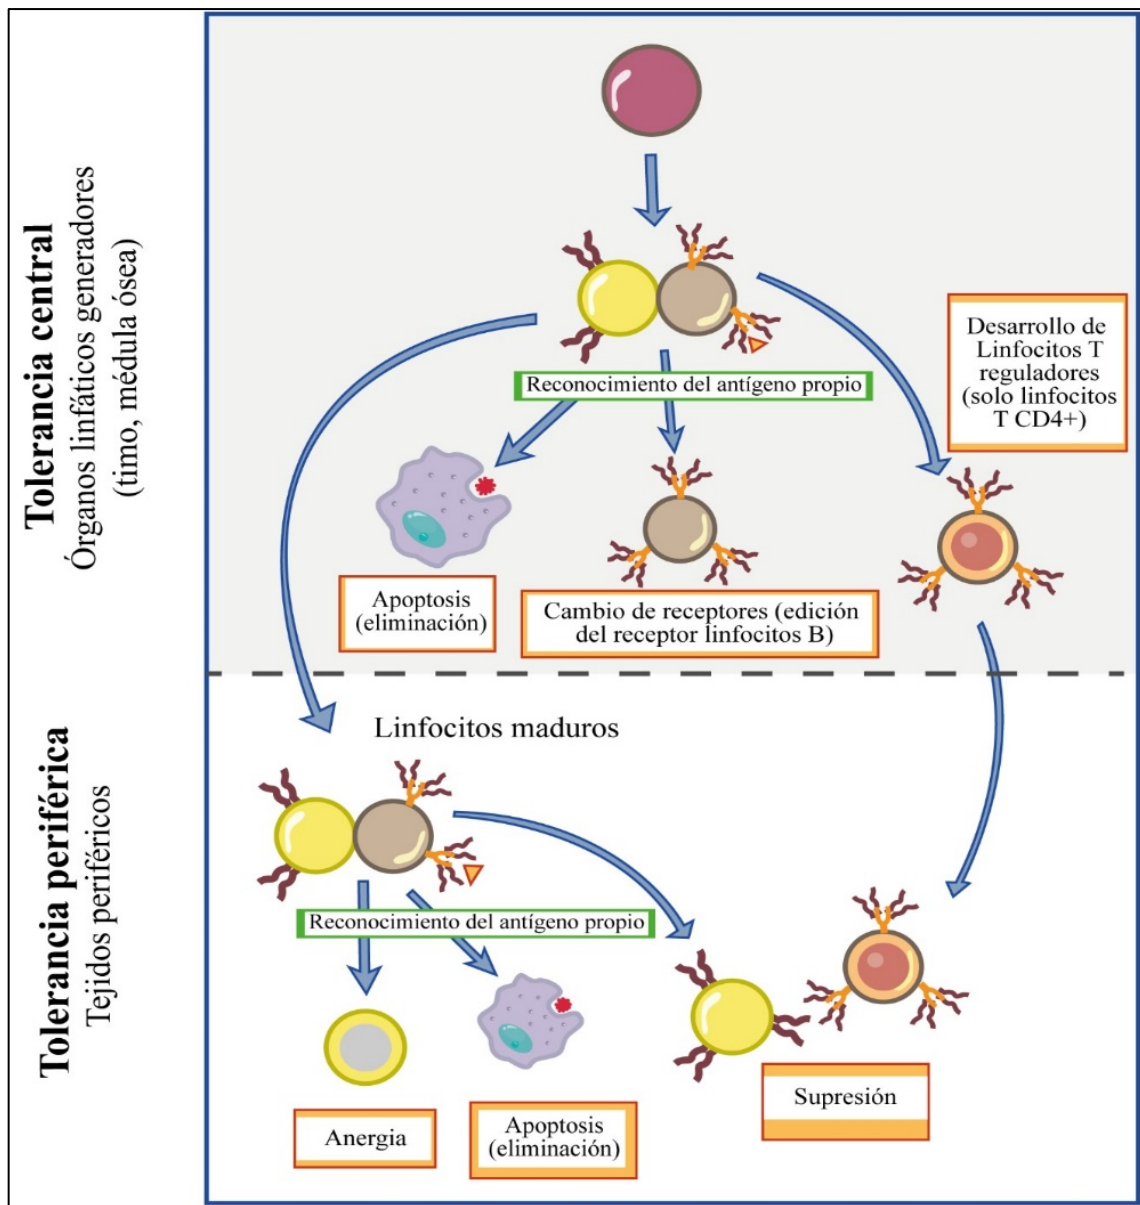 Tolerancia central
Órganos linfáticos generadores
(timo, médula ósea)
Desarrollo de
Linfocitos T
reguladores
(solo linfocitos
T CD4+)
Reconocimiento del antígeno propio
Apoptosis
(eliminación)
Cambio de receptores (edición
del receptor linfocitos B)
Tolerancia periférica
Tejidos periféricos
Linfocitos maduros
Reconocimiento del antígeno propio
Anergia
Apoptosis
(eliminación)
Supresión